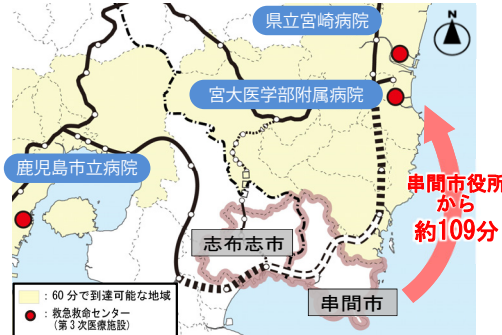 県立宮崎病院
N
宮大医学部附属病院
鹿児島市立病院
串間市役所
から
約109分
志布志市
串間市
：60分で到達可能な地域
：救急救命センター
（第3次医療施設）